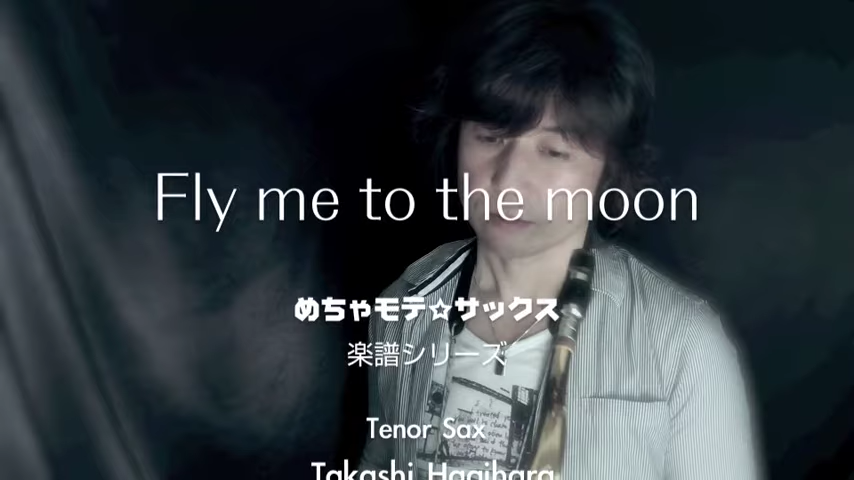 Fly me to the moon
めちゃモテ☆サックス
楽譜シリーズ
Tenor Sax
Takashi Hagihara